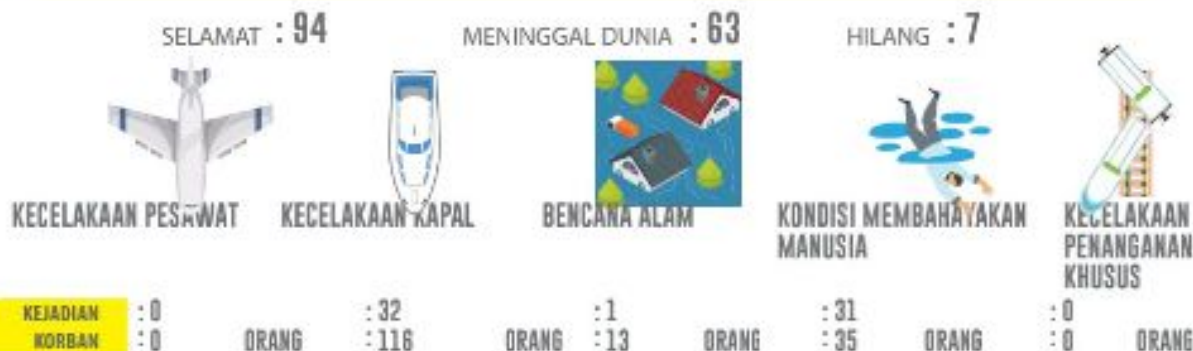 SELAMAT : 94 MENINGGAL DUNIA : 63 HILANG : 7
KECELAKAAN PESAWAT KECELAKAAN KAPAL BENCANA ALAM KONDISI MEMBAHAYAKAN MANUSIA KECELAKAAN PENANGANAN KHUSUS
KEJADIAN : 0 : 32 : 1 : 31 : 0
KORBAN : 0 ORANG : 116 ORANG : 13 ORANG : 35 ORANG : 0 ORANG